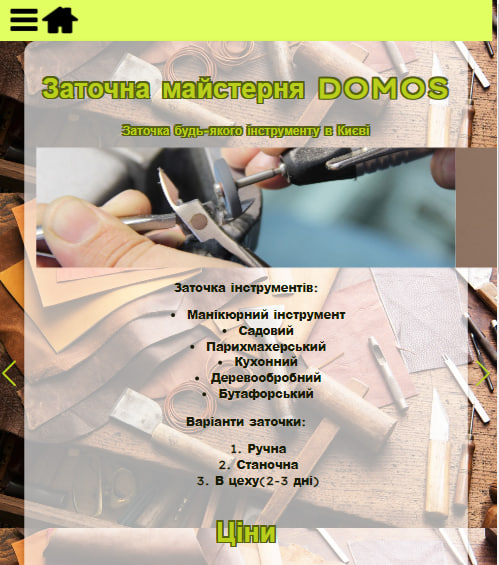 Заточна майстерня DOMOS
Заточка будь-якого інструменту в Києві
Заточка інструментів:
• Манікюрний інструмент
• Садовий
• Парихмахерський
• Кухонний
• Деревообробний
• Бутафорський
Варіанти заточки:
1. Ручна
2. Станочна
3. В цеху(2-3 дні)
Ціни